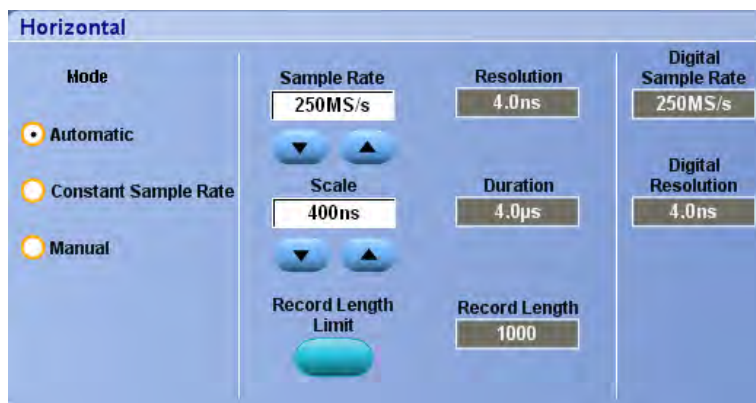 Horizontal
Mode
Automatic
Constant Sample Rate
Manual
Sample Rate
250MS/s
Scale
400ns
Record Length
Limit
Resolution
4.0ns
Duration
4.0µs
Record Length
1000
Digital
Sample Rate
250MS/s
Digital
Resolution
4.0ns